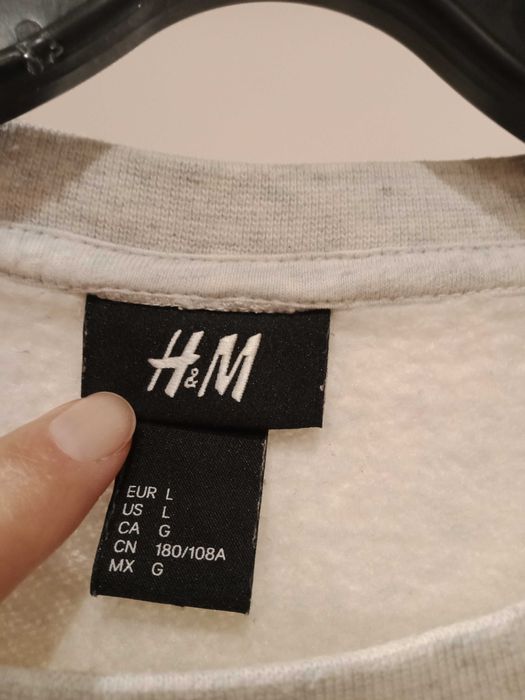 H&M
EUR L
US L
CA G
CN 180/108A
MX G